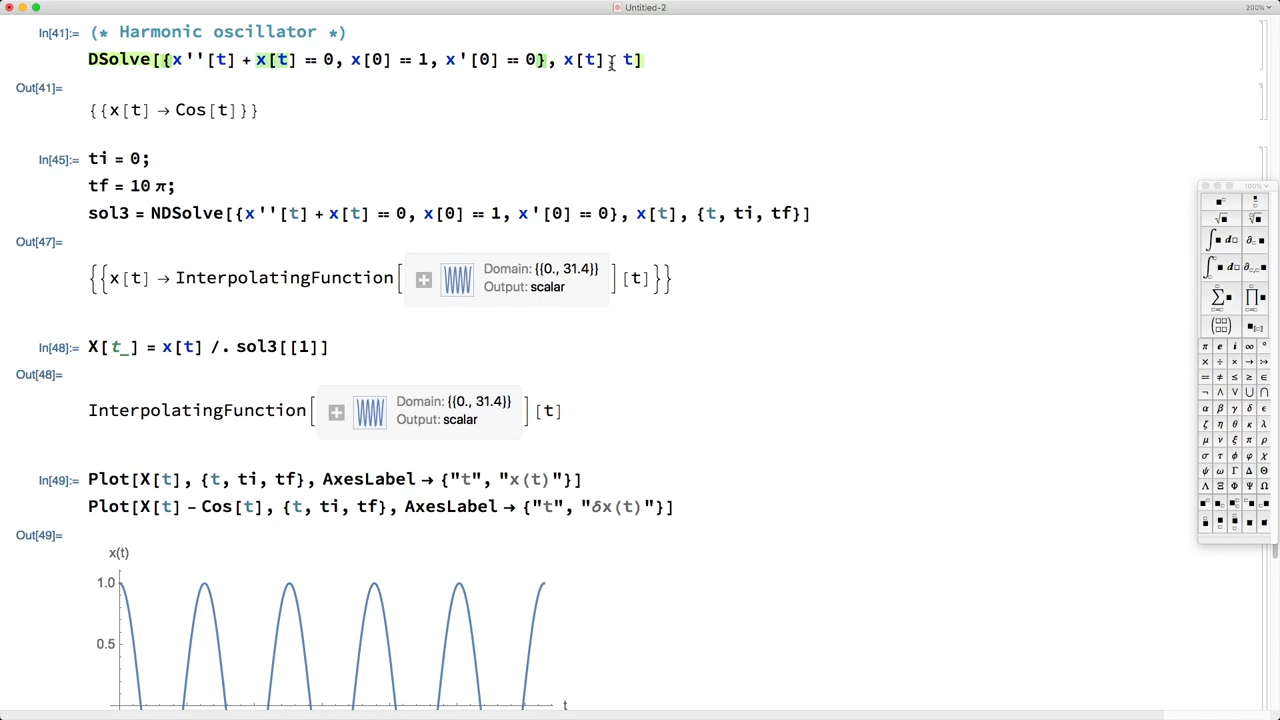 Untitled-2
200%
In[41]:= (* Harmonic oscillator *)
DSolve[{x''[t] + x[t] == 0, x[0] == 1, x'[0] == 0}, x[t], t]
Out[41]=
{{x[t] → Cos[t]}}
In[45]:= ti = 0;
tf = 10 π;
sol3 = NDSolve[{x''[t] + x[t] == 0, x[0] == 1, x'[0] == 0}, x[t], {t, ti, tf}]
Out[47]=
{{x[t] → InterpolatingFunction[ Domain: {{0., 31.4}} Output: scalar ][t]}}
In[48]:= X[t_] = x[t] /. sol3[[1]]
Out[48]=
InterpolatingFunction[ Domain: {{0., 31.4}} Output: scalar ][t]
In[49]:= Plot[X[t], {t, ti, tf}, AxesLabel → {"t", "x(t)"}]
Plot[X[t] - Cos[t], {t, ti, tf}, AxesLabel → {"t", "δx(t)"}]
Out[49]=
x(t)
1.0
0.5
t
100%
∫ ■ d□ ∂□ ■
π e i ∞ °
× ÷ × → :→
== ≠ ≤ ≥ ∈
¬ ∧ ∨ ∪ ∩
α β γ δ ϵ
ζ η θ κ λ
μ ν ξ π ρ
σ τ ϕ φ χ
ψ ω Γ Δ Θ
Λ Ξ Φ Ψ Ω